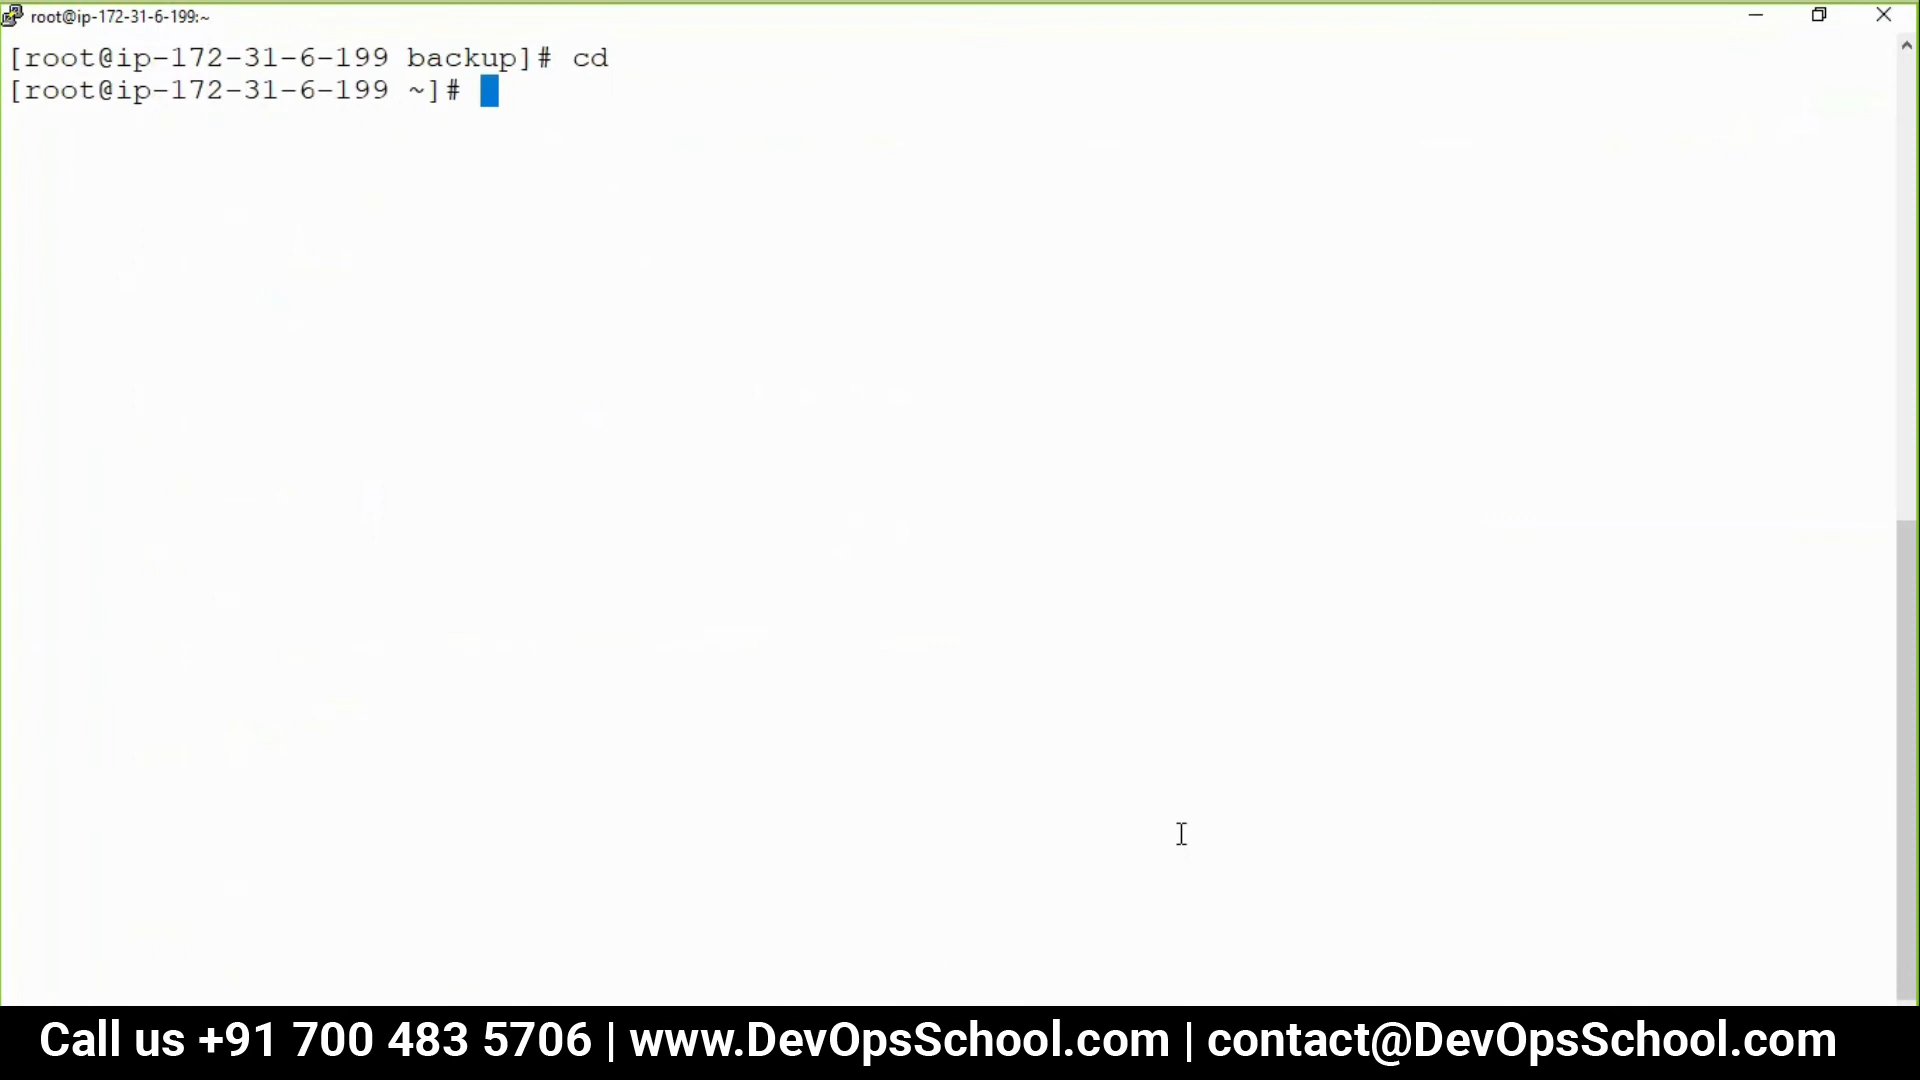 root@ip-172-31-6-199:~
[root@ip-172-31-6-199 backup]# cd
[root@ip-172-31-6-199 ~]#
Call us +91 700 483 5706 | www.DevOpsSchool.com | contact@DevOpsSchool.com